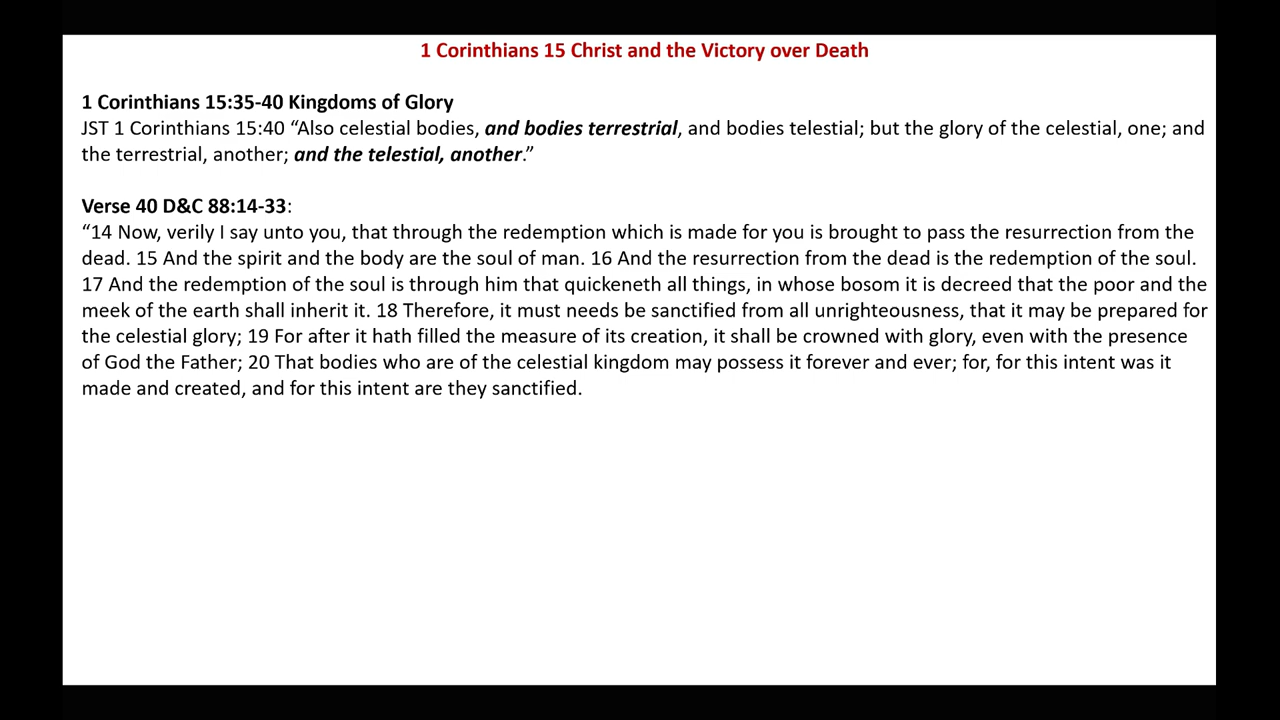 1 Corinthians 15 Christ and the Victory over Death
1 Corinthians 15:35-40 Kingdoms of Glory
JST 1 Corinthians 15:40 “Also celestial bodies, and bodies terrestrial, and bodies telestial; but the glory of the celestial, one; and
the terrestrial, another; and the telestial, another.”
Verse 40 D&C 88:14-33:
“14 Now, verily I say unto you, that through the redemption which is made for you is brought to pass the resurrection from the
dead. 15 And the spirit and the body are the soul of man. 16 And the resurrection from the dead is the redemption of the soul.
17 And the redemption of the soul is through him that quickeneth all things, in whose bosom it is decreed that the poor and the
meek of the earth shall inherit it. 18 Therefore, it must needs be sanctified from all unrighteousness, that it may be prepared for
the celestial glory; 19 For after it hath filled the measure of its creation, it shall be crowned with glory, even with the presence
of God the Father; 20 That bodies who are of the celestial kingdom may possess it forever and ever; for, for this intent was it
made and created, and for this intent are they sanctified.